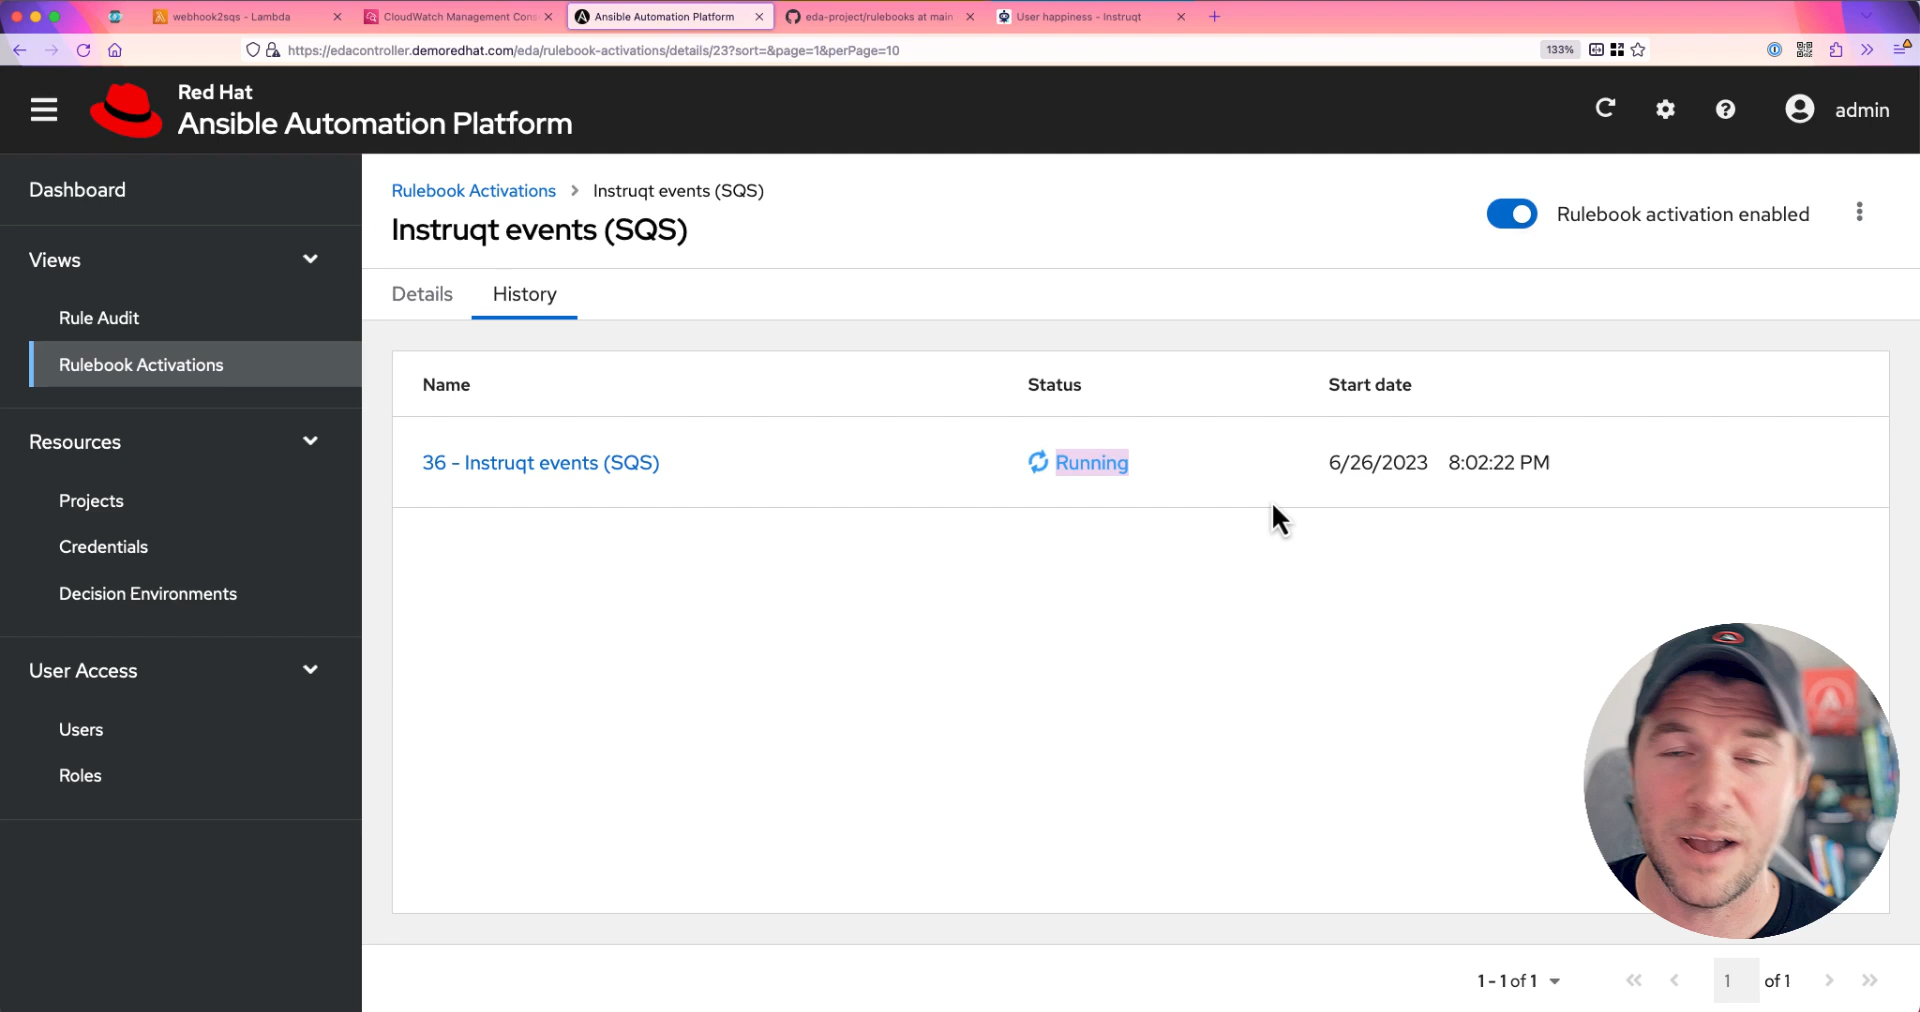 webhook2sqs - Lambda
CloudWatch Management Cons
Ansible Automation Platform
eda-project/rulebooks at main
User happiness - Instruqt
https://edacontroller.demoredhat.com/eda/rulebook-activations/details/23?sort=&page=1&perPage=10
133%
Red Hat
Ansible Automation Platform
admin
Dashboard
Views
Rule Audit
Rulebook Activations
Resources
Projects
Credentials
Decision Environments
User Access
Users
Roles
Rulebook Activations > Instruqt events (SQS)
Instruqt events (SQS)
Rulebook activation enabled
Details
History
Name
Status
Start date
36 - Instruqt events (SQS)
Running
6/26/2023 8:02:22 PM
1 - 1 of 1
1 of 1